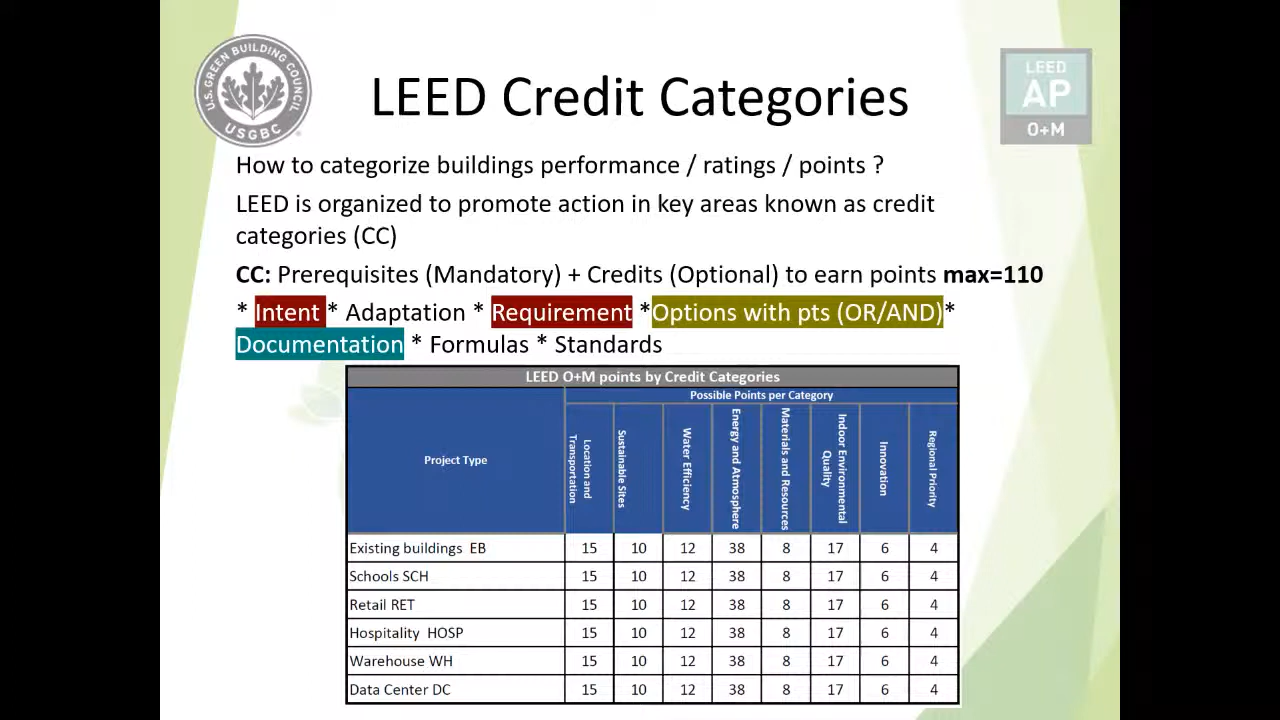 U.S. GREEN BUILDING COUNCIL
USGBC
LEED
AP
O+M
LEED Credit Categories
How to categorize buildings performance / ratings / points ?
LEED is organized to promote action in key areas known as credit
categories (CC)
CC: Prerequisites (Mandatory) + Credits (Optional) to earn points max=110
* Intent * Adaptation * Requirement *Options with pts (OR/AND)*
Documentation * Formulas * Standards
LEED O+M points by Credit Categories
Possible Points per Category
Project Type
Location and
Transportation
Sustainable Sites
Water Efficiency
Energy and Atmosphere
Materials and Resources
Indoor Environmental
Quality
Innovation
Regional Priority
Existing buildings EB 15 10 12 38 8 17 6 4
Schools SCH 15 10 12 38 8 17 6 4
Retail RET 15 10 12 38 8 17 6 4
Hospitality HOSP 15 10 12 38 8 17 6 4
Warehouse WH 15 10 12 38 8 17 6 4
Data Center DC 15 10 12 38 8 17 6 4